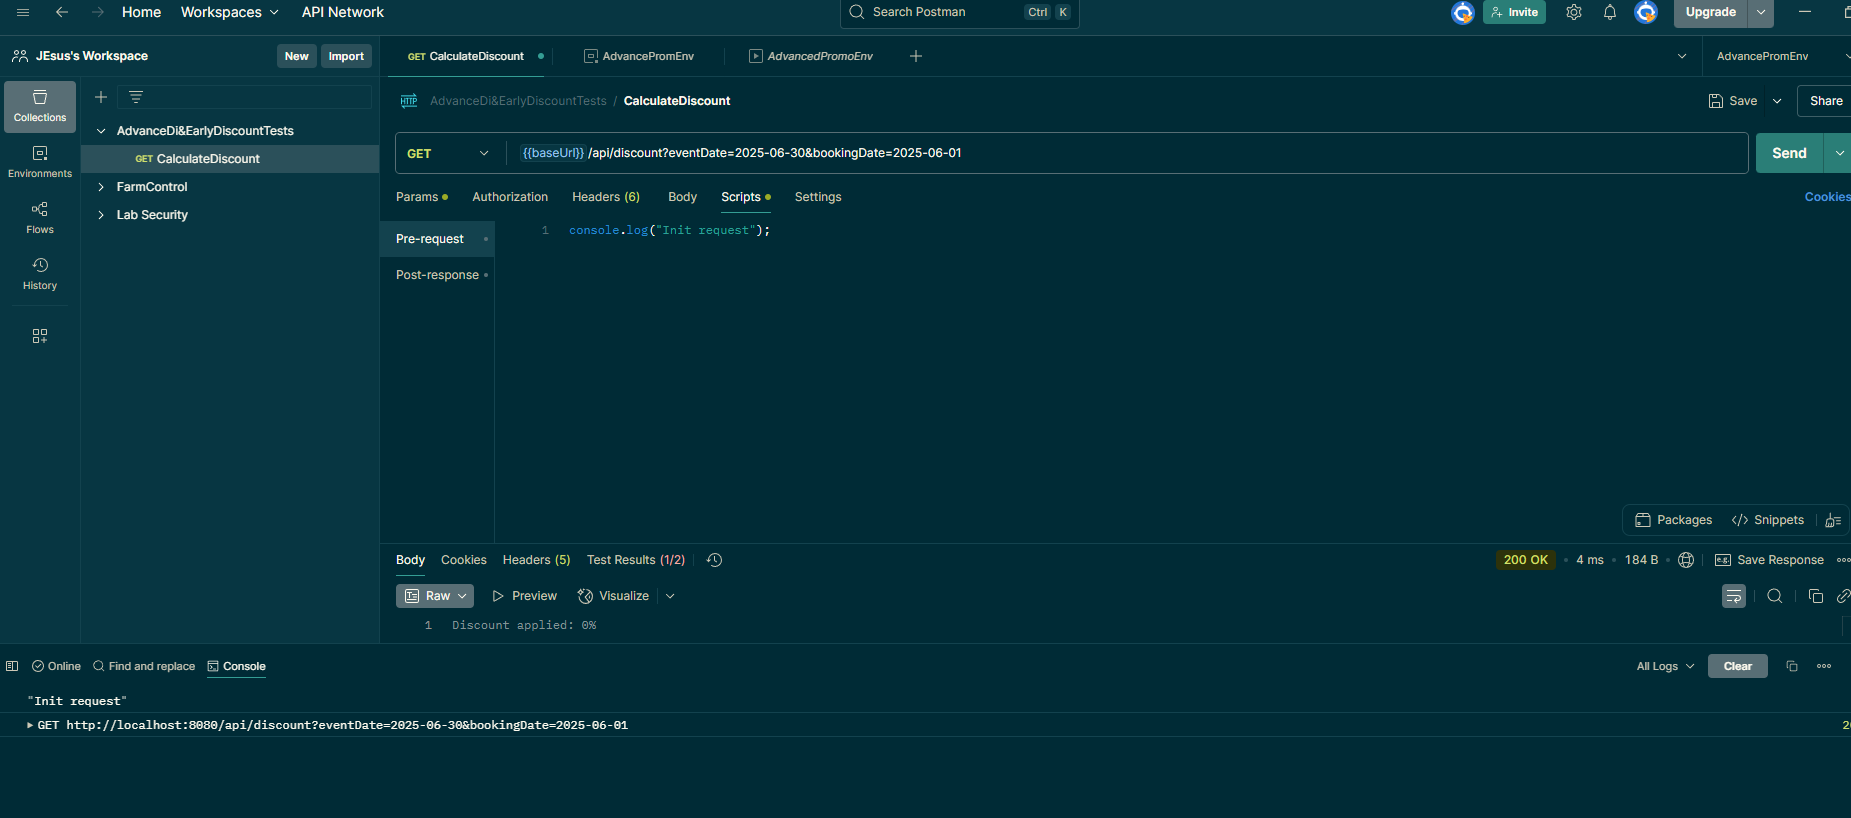 Home Workspaces API Network Search Postman Ctrl K Invite Upgrade
JEsus's Workspace New Import GET CalculateDiscount AdvancePromEnv AdvancedPromoEnv AdvancePromEnv
Collections
Environments
Flows
History
AdvanceDi&EarlyDiscountTests
GET CalculateDiscount
FarmControl
Lab Security
HTTP AdvanceDi&EarlyDiscountTests / CalculateDiscount Save Share
GET {{baseUrl}} /api/discount?eventDate=2025-06-30&bookingDate=2025-06-01 Send
Params Authorization Headers (6) Body Scripts Settings Cookies
Pre-request
Post-response
1 console.log("Init request");
Packages </> Snippets
Body Cookies Headers (5) Test Results (1/2) 200 OK 4 ms 184 B e.g. Save Response
Raw Preview Visualize
1 Discount applied: 0%
Online Find and replace Console All Logs Clear
"Init request"
GET http://localhost:8080/api/discount?eventDate=2025-06-30&bookingDate=2025-06-01